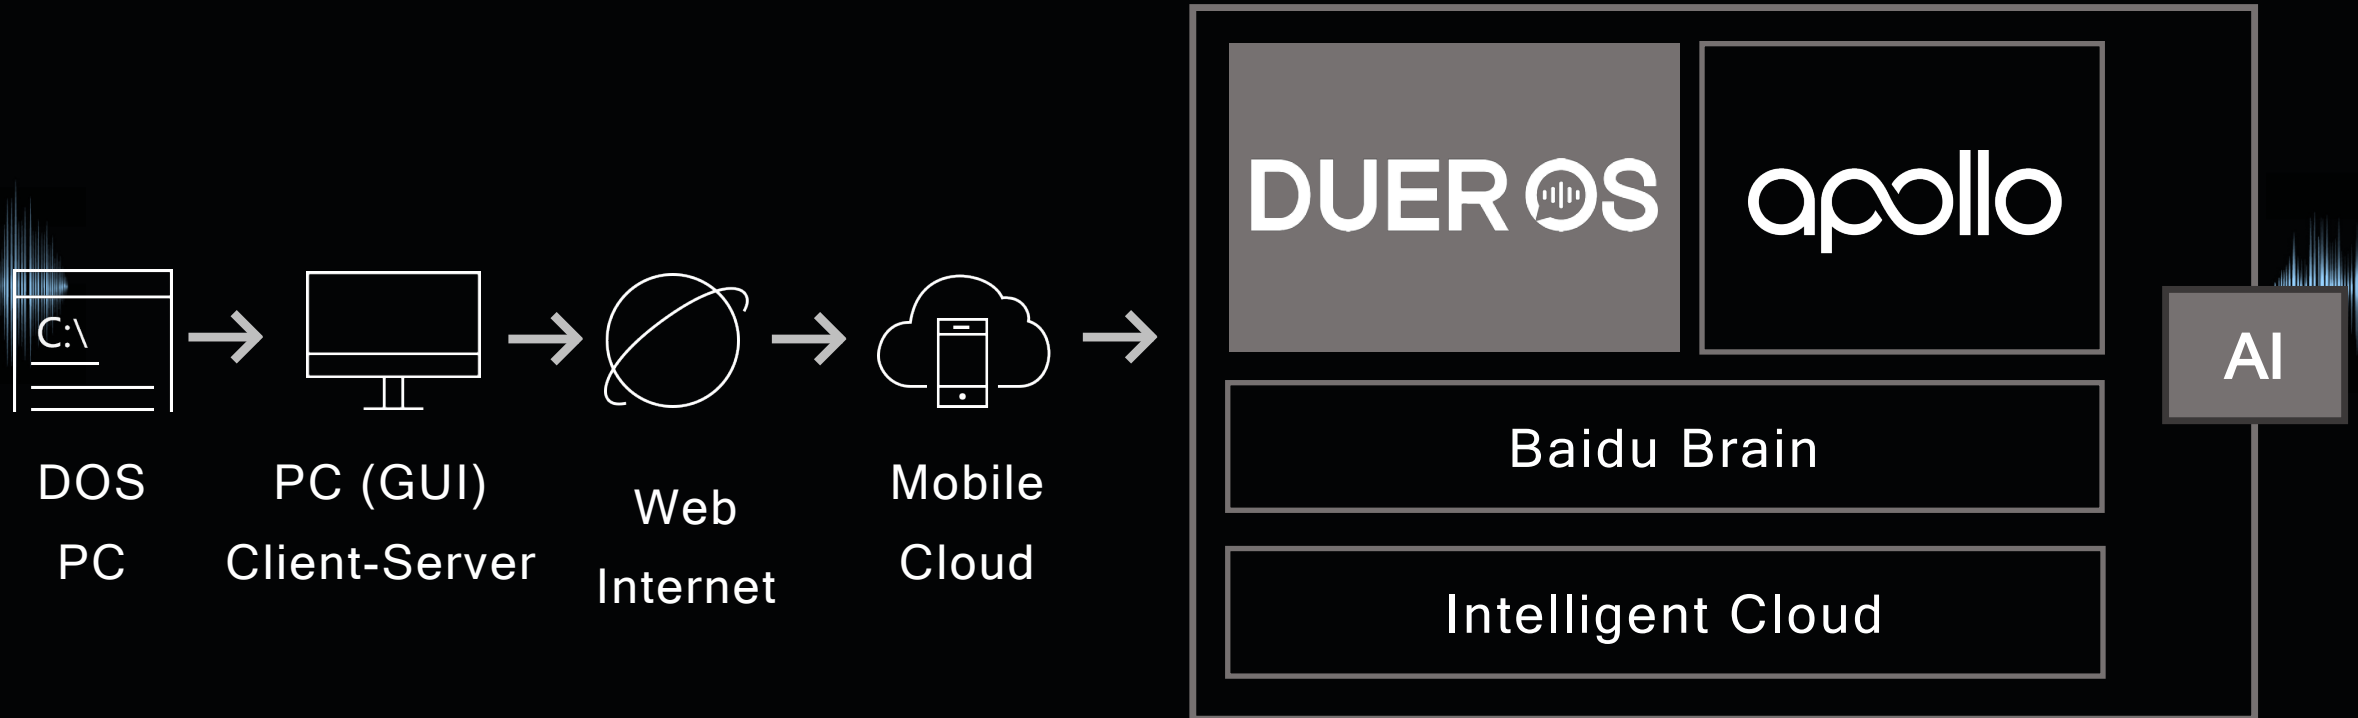 C:\
DOS
PC
PC (GUI)
Client-Server
Web
Internet
Mobile
Cloud
DUER OS
apollo
Baidu Brain
Intelligent Cloud
AI